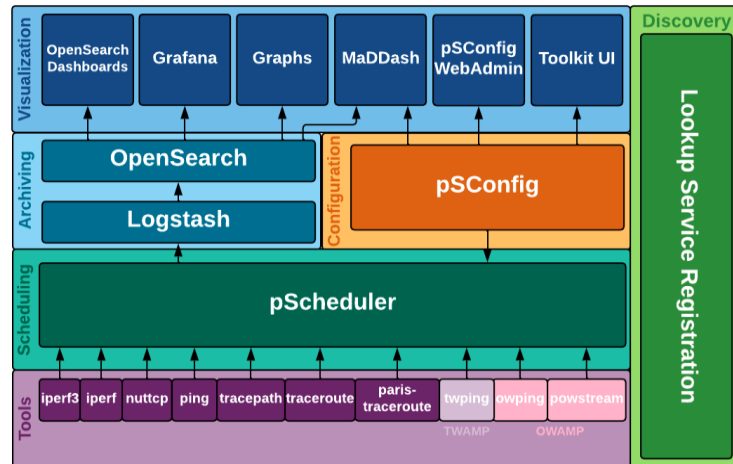 Visualization
OpenSearch
Dashboards
Grafana
Graphs
MaDDash
pSConfig
WebAdmin
Toolkit UI
Archiving
OpenSearch
Logstash
Configuration
pSConfig
Scheduling
pScheduler
Tools
iperf3
iperf
nuttcp
ping
tracepath
traceroute
paris-
traceroute
twping
owping
powstream
TWAMP
OWAMP
Discovery
Lookup Service Registration